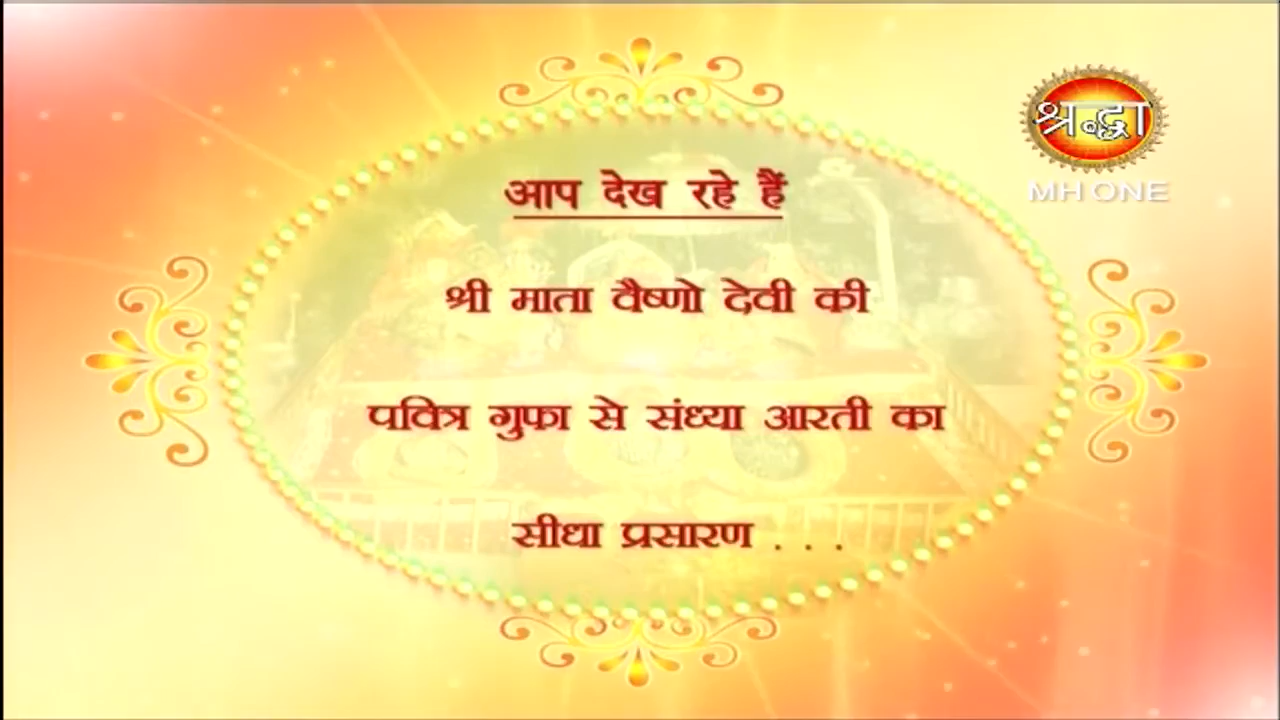 श्रद्धा
MH ONE
आप देख रहे हैं
श्री माता वैष्णो देवी की
पवित्र गुफा से संध्या आरती का
सीधा प्रसारण . . .